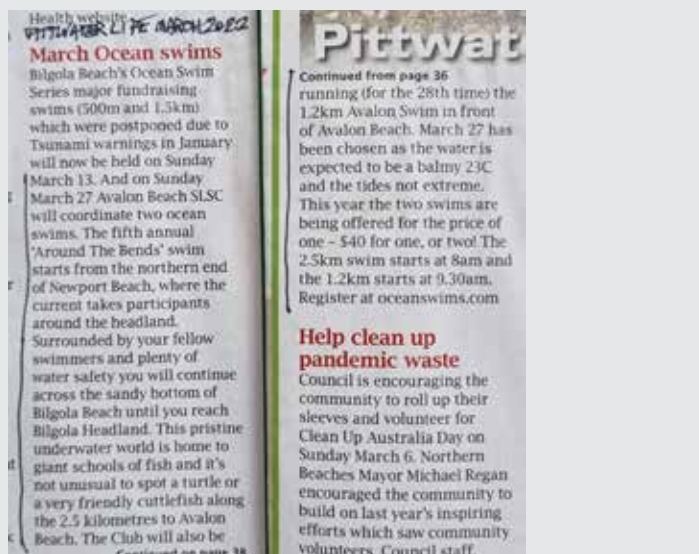 Health website
PITTWATER LIFE MARCH 2022
March Ocean swims
Bilgola Beach's Ocean Swim
Series major fundraising
swims (500m and 1.5km)
which were postponed due to
Tsunami warnings in January
will now be held on Sunday
March 13. And on Sunday
March 27 Avalon Beach SLSC
will coordinate two ocean
swims. The fifth annual
'Around The Bends' swim
starts from the northern end
of Newport Beach, where the
current takes participants
around the headland.
Surrounded by your fellow
swimmers and plenty of
water safety you will continue
across the sandy bottom of
Bilgola Beach until you reach
Bilgola Headland. This pristine
underwater world is home to
giant schools of fish and it's
not unusual to spot a turtle or
a very friendly cuttlefish along
the 2.5 kilometres to Avalon
Beach. The Club will also be
Continued on page 38
Pittwat
Continued from page 36
running (for the 28th time) the
1.2km Avalon Swim in front
of Avalon Beach. March 27 has
been chosen as the water is
expected to be a balmy 23C
and the tides not extreme.
This year the two swims are
being offered for the price of
one – $40 for one, or two! The
2.5km swim starts at 8am and
the 1.2km starts at 9.30am.
Register at oceanswims.com
Help clean up
pandemic waste
Council is encouraging the
community to roll up their
sleeves and volunteer for
Clean Up Australia Day on
Sunday March 6. Northern
Beaches Mayor Michael Regan
encouraged the community to
build on last year's inspiring
efforts which saw community
volunteers, Council staff